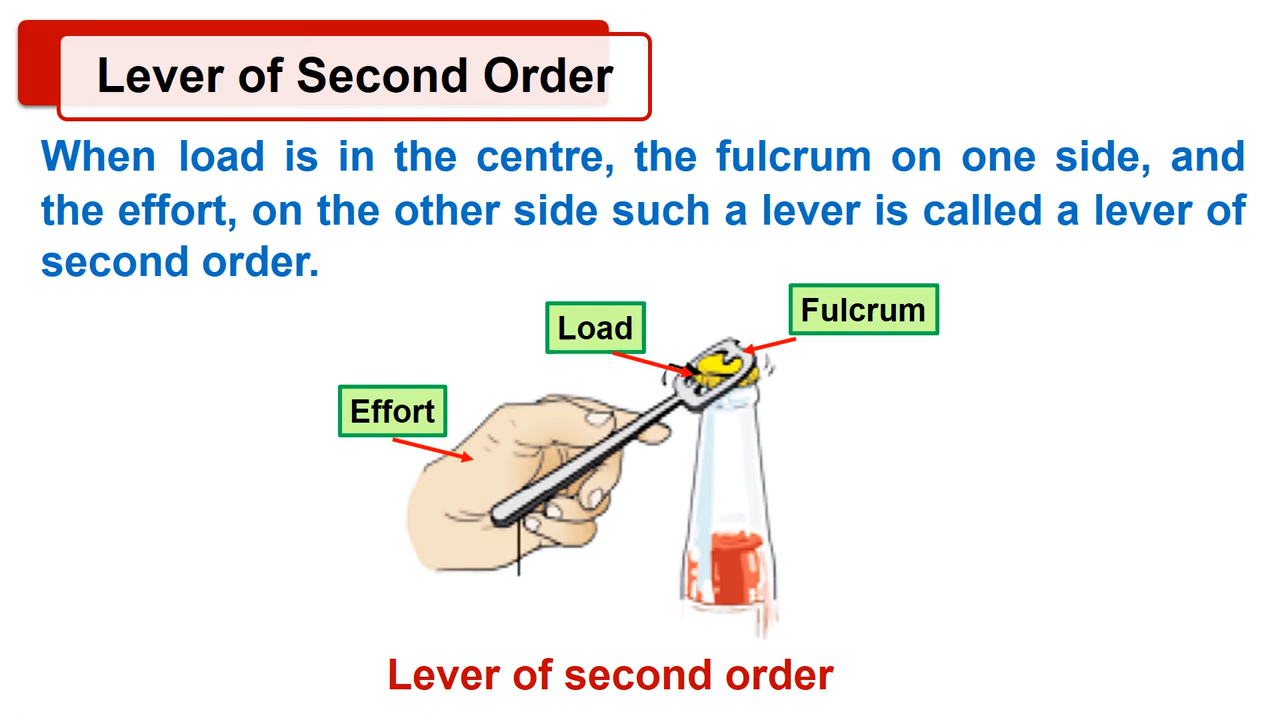 Lever of Second Order
When load is in the centre, the fulcrum on one side, and
the effort, on the other side such a lever is called a lever of
second order.
Fulcrum
Load
Effort
Lever of second order